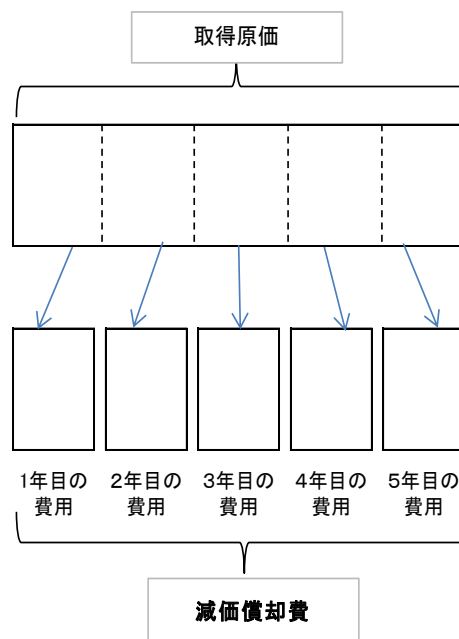 取得原価
1年目の
費用
2年目の
費用
3年目の
費用
4年目の
費用
5年目の
費用
減価償却費